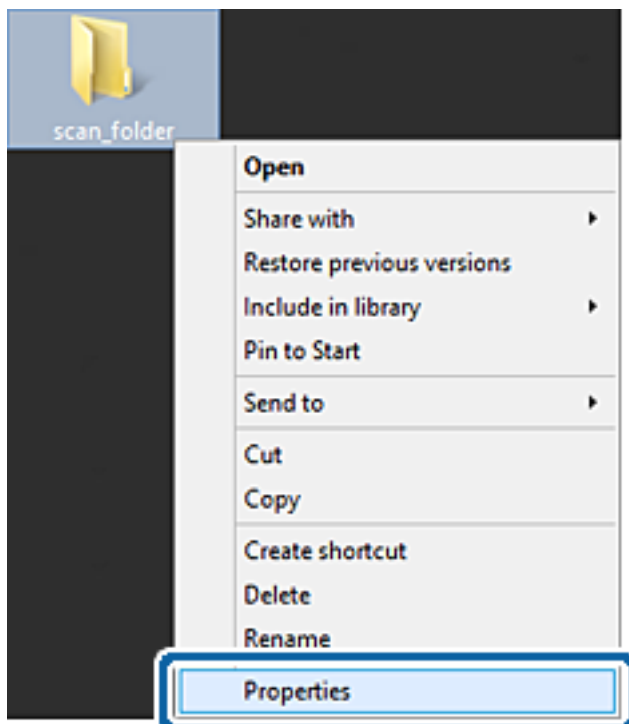 scan_folder
Open
Share with
Restore previous versions
Include in library
Pin to Start
Send to
Cut
Copy
Create shortcut
Delete
Rename
Properties